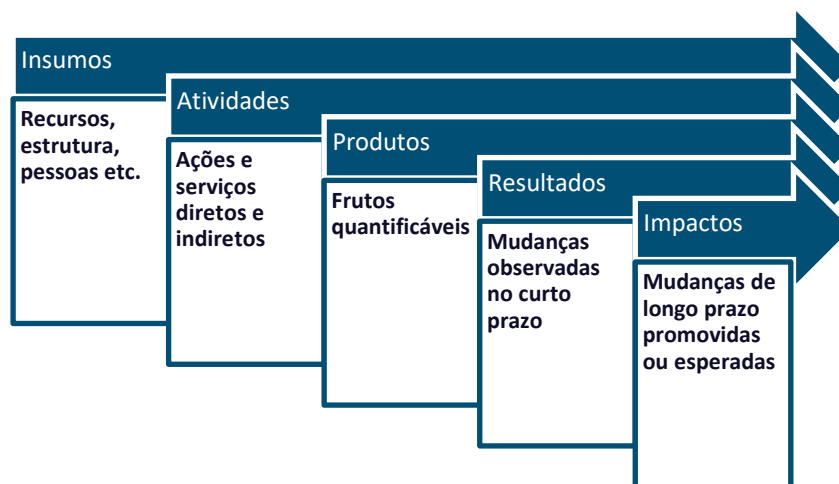 Insumos
Recursos,
estrutura,
pessoas etc.
Atividades
Ações e
serviços
diretos e
indiretos
Produtos
Frutos
quantificáveis
Resultados
Mudanças
observadas
no curto
prazo
Impactos
Mudanças de
longo prazo
promovidas
ou esperadas